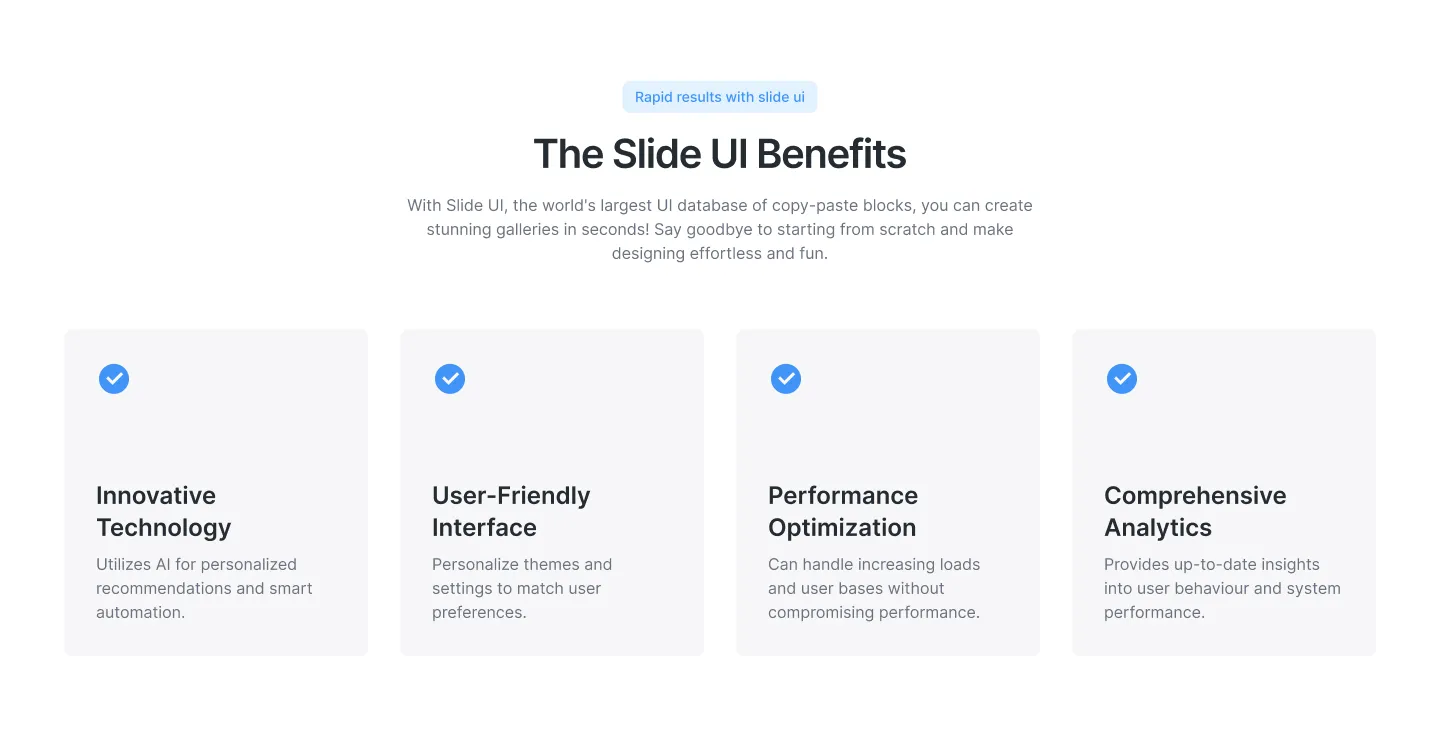 Rapid results with slide ui
The Slide UI Benefits
With Slide UI, the world's largest UI database of copy-paste blocks, you can create
stunning galleries in seconds! Say goodbye to starting from scratch and make
designing effortless and fun.
Innovative
Technology
Utilizes AI for personalized
recommendations and smart
automation.
User-Friendly
Interface
Personalize themes and
settings to match user
preferences.
Performance
Optimization
Can handle increasing loads
and user bases without
compromising performance.
Comprehensive
Analytics
Provides up-to-date insights
into user behaviour and system
performance.